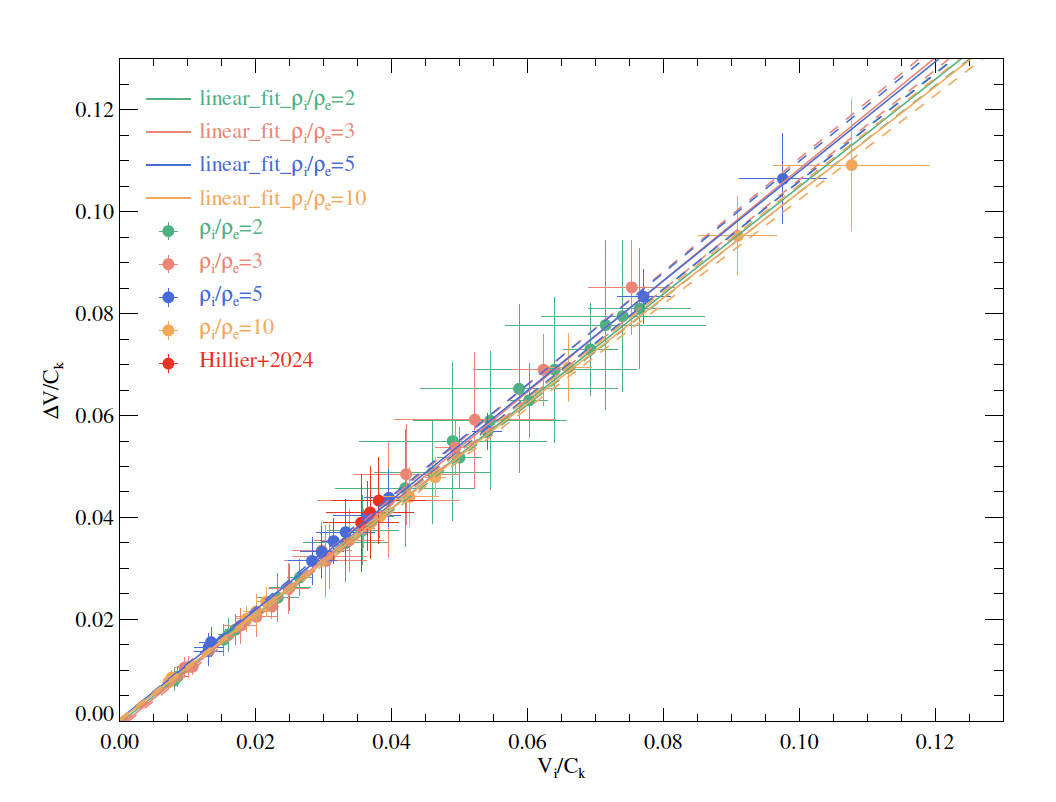 linear_fit_ρi/ρe=2
linear_fit_ρi/ρe=3
linear_fit_ρi/ρe=5
linear_fit_ρi/ρe=10
ρi/ρe=2
ρi/ρe=3
ρi/ρe=5
ρi/ρe=10
Hillier+2024
0.12
0.10
0.08
0.06
0.04
0.02
0.00
ΔV/Ck
0.00 0.02 0.04 0.06 0.08 0.10 0.12
Vi/Ck